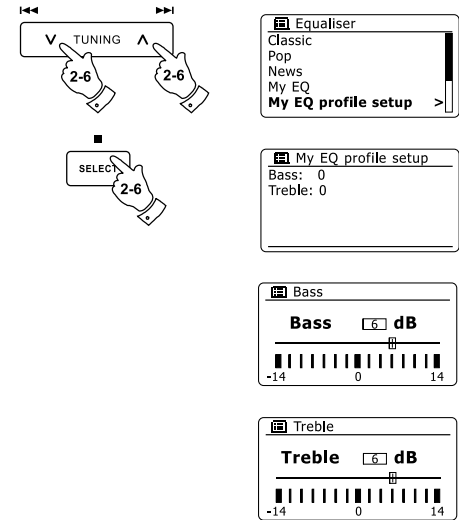 TUNING
2-6
2-6
SELECT
2-6
Equaliser
Classic
Pop
News
My EQ
My EQ profile setup >
My EQ profile setup
Bass: 0
Treble: 0
Bass
Bass 6 dB
-14 0 14
Treble
Treble 6 dB
-14 0 14